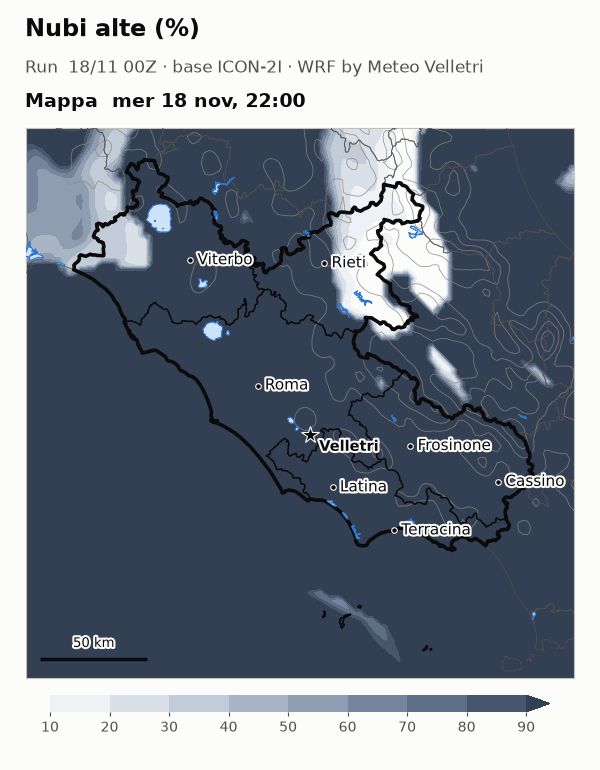 Nubi alte (%)
Run 18/11 00Z · base ICON-2I · WRF by Meteo Velletri
Mappa mer 18 nov, 22:00
Viterbo
Rieti
Roma
Velletri
Frosinone
Cassino
Latina
Terracina
50 km
10 20 30 40 50 60 70 80 90